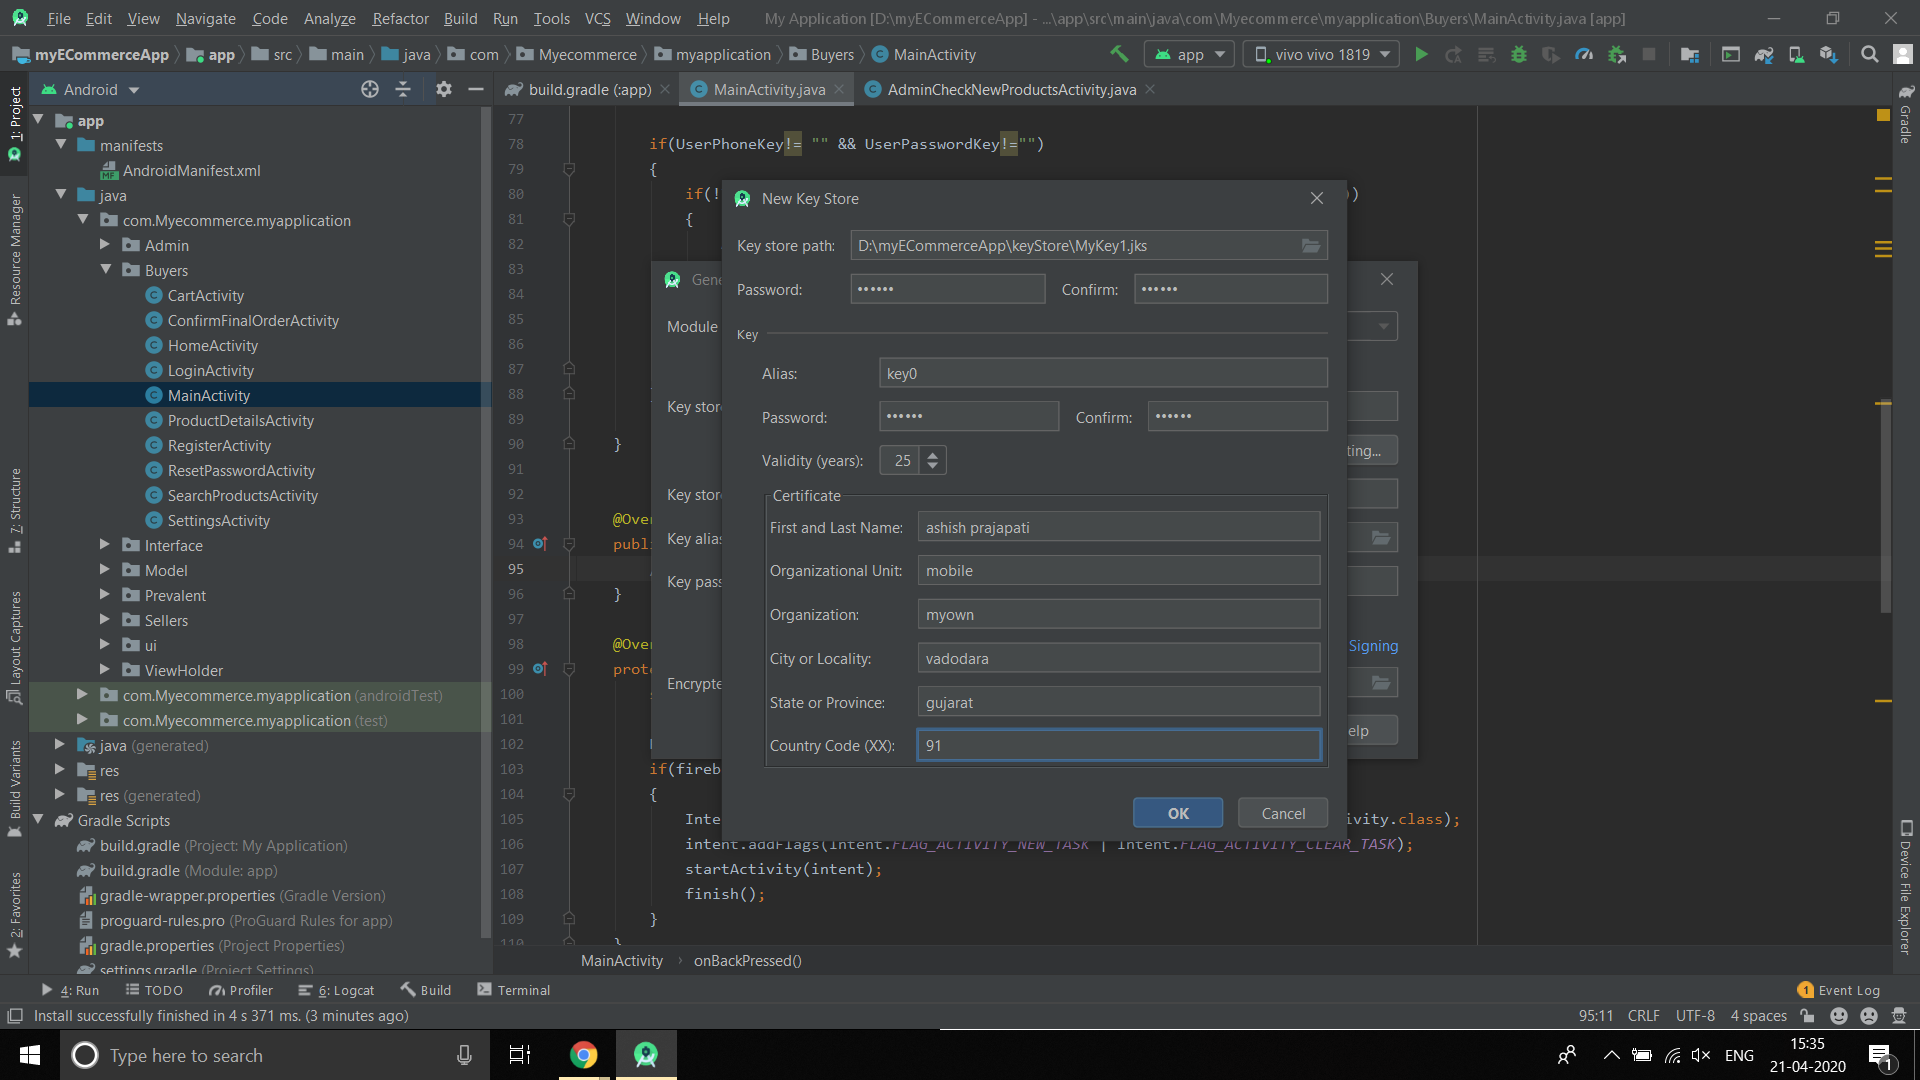 File Edit View Navigate Code Analyze Refactor Build Run Tools VCS Window Help My Application [D:\myECommerceApp] - ...\app\src\main\java\com\Myecommerce\myapplication\Buyers\MainActivity.java [app]
myECommerceApp app src main java com Myecommerce myapplication Buyers MainActivity app vivo vivo 1819
Android build.gradle (:app) MainActivity.java AdminCheckNewProductsActivity.java
1: Project
Resource Manager
7: Structure
Layout Captures
Build Variants
2: Favorites
app
manifests
AndroidManifest.xml
java
com.Myecommerce.myapplication
Admin
Buyers
CartActivity
ConfirmFinalOrderActivity
HomeActivity
LoginActivity
MainActivity
ProductDetailsActivity
RegisterActivity
ResetPasswordActivity
SearchProductsActivity
SettingsActivity
Interface
Model
Prevalent
Sellers
ui
ViewHolder
com.Myecommerce.myapplication (androidTest)
com.Myecommerce.myapplication (test)
java (generated)
res
res (generated)
Gradle Scripts
build.gradle (Project: My Application)
build.gradle (Module: app)
gradle-wrapper.properties (Gradle Version)
proguard-rules.pro (ProGuard Rules for app)
gradle.properties (Project Properties)
settings.gradle (Project Settings)
77
78 if(UserPhoneKey!= "" && UserPasswordKey!="")
79 {
80 if(! ))
81 {
82
83
84
85
86
87
88
89
90 }
91
92
93 @Over
94 publi
95
96 }
97
98 @Over
99 prote
100
101
102
103 if(fireb
104 {
105 Inte ivity.class);
106 intent.addFlags(Intent.FLAG_ACTIVITY_NEW_TASK | Intent.FLAG_ACTIVITY_CLEAR_TASK);
107 startActivity(intent);
108 finish();
109 }
110 }
Gene
Module
Key store
ting...
Key store
Key alias
Key pass
Signing
Encrypte
elp
New Key Store
Key store path: D:\myECommerceApp\keyStore\MyKey1.jks
Password: •••••• Confirm: ••••••
Key
Alias: key0
Password: •••••• Confirm: ••••••
Validity (years): 25
Certificate
First and Last Name: ashish prajapati
Organizational Unit: mobile
Organization: myown
City or Locality: vadodara
State or Province: gujarat
Country Code (XX): 91
OK Cancel
Gradle
Device File Explorer
MainActivity onBackPressed()
4: Run TODO Profiler 6: Logcat Build Terminal 1 Event Log
Install successfully finished in 4 s 371 ms. (3 minutes ago) 95:11 CRLF UTF-8 4 spaces
Type here to search ENG 15:35
21-04-2020 1